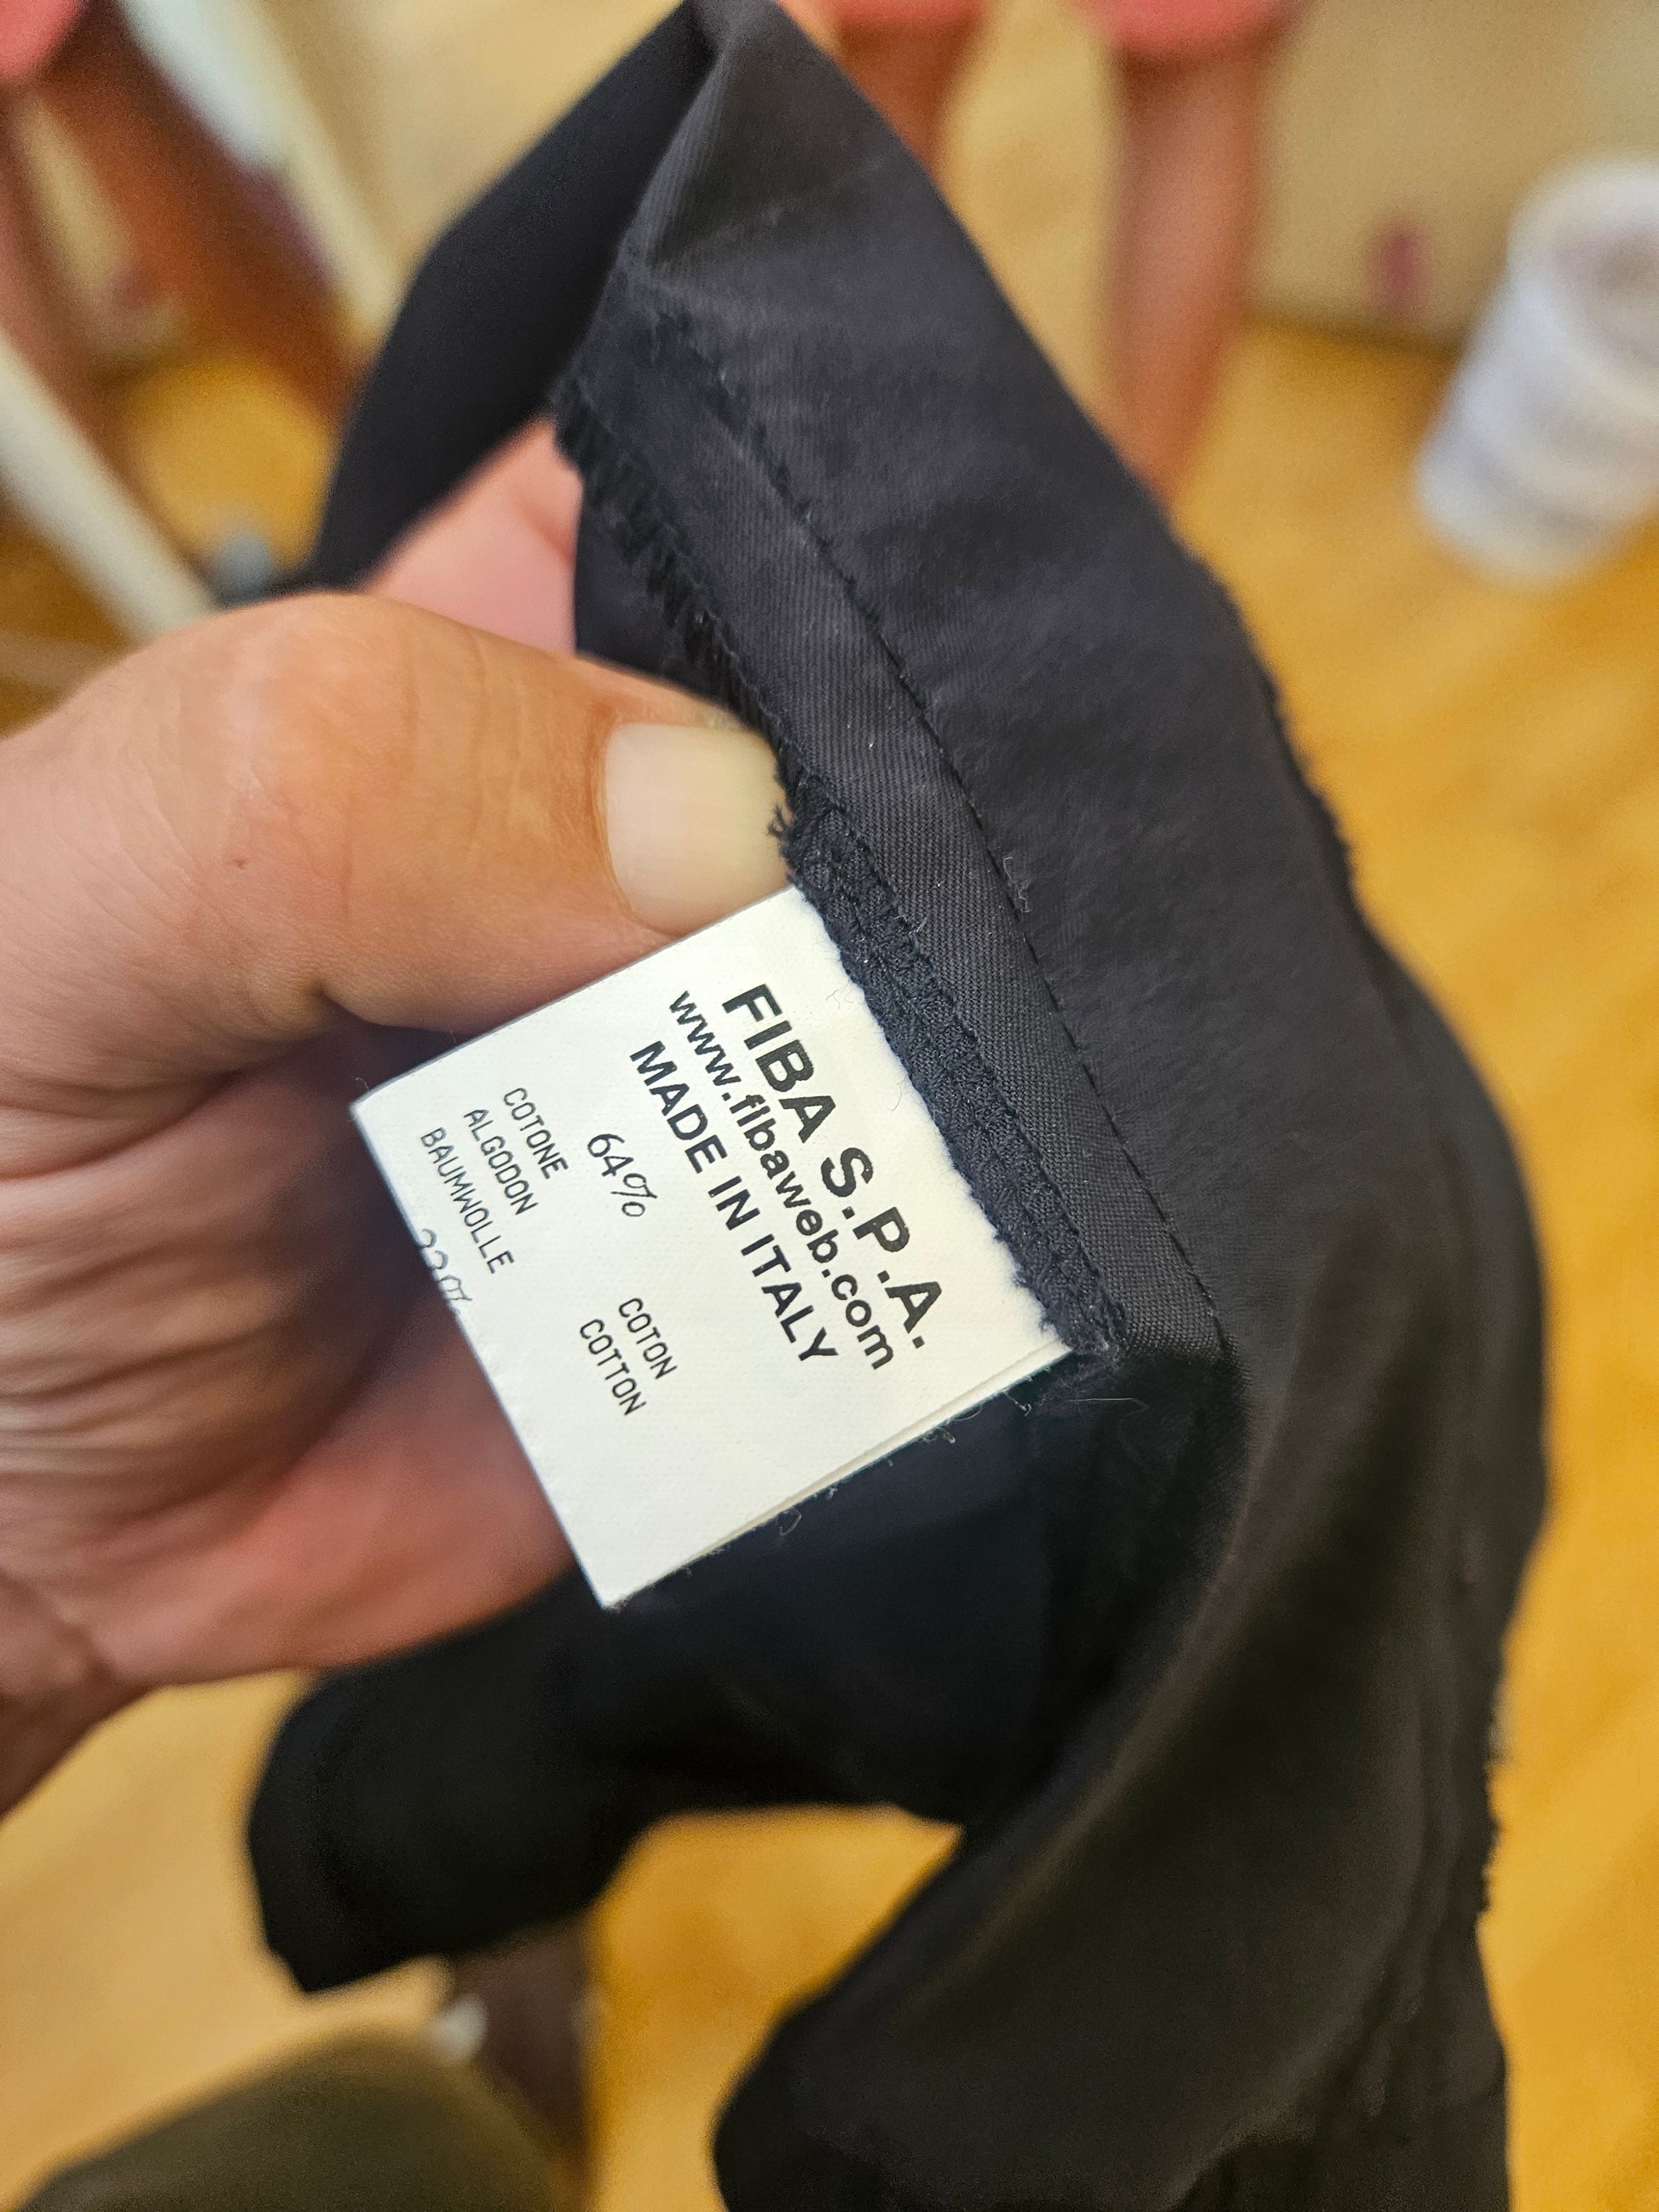 FIBA S.P.A.
www.fibaweb.com
MADE IN ITALY
64%
COTONE COTON
ALGODON COTTON
BAUMWOLLE